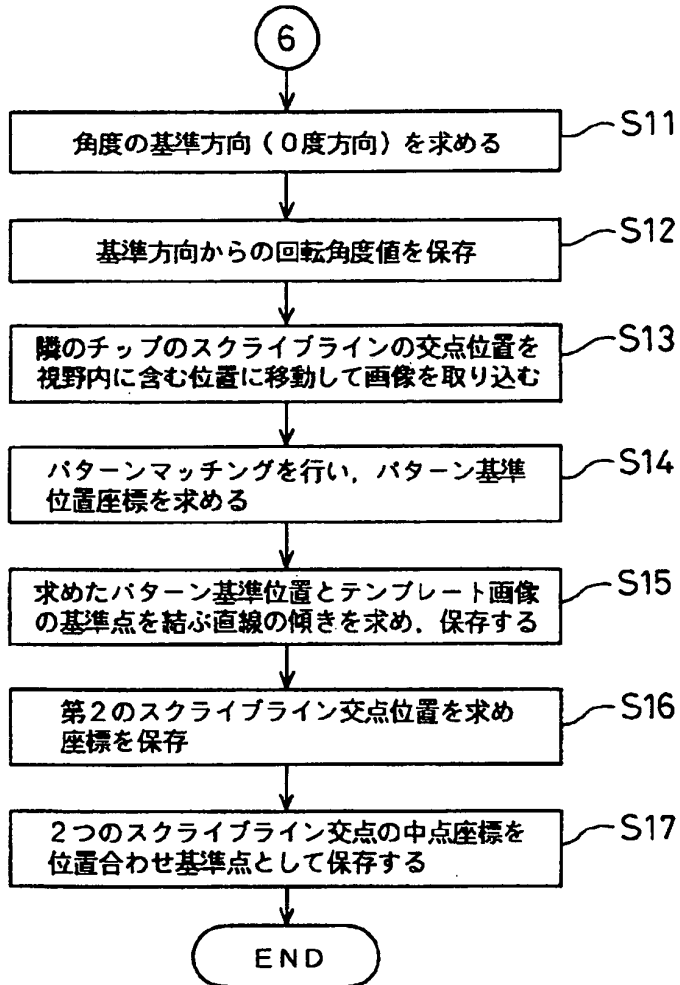 6
角度の基準方向(0度方向)を求める
S11
基準方向からの回転角度値を保存
S12
隣のチップのスクライブラインの交点位置を
視野内に含む位置に移動して画像を取り込む
S13
パターンマッチングを行い,パターン基準
位置座標を求める
S14
求めたパターン基準位置とテンプレート画像
の基準点を結ぶ直線の傾きを求め,保存する
S15
第2のスクライブライン交点位置を求め
座標を保存
S16
2つのスクライブライン交点の中点座標を
位置合わせ基準点として保存する
S17
END